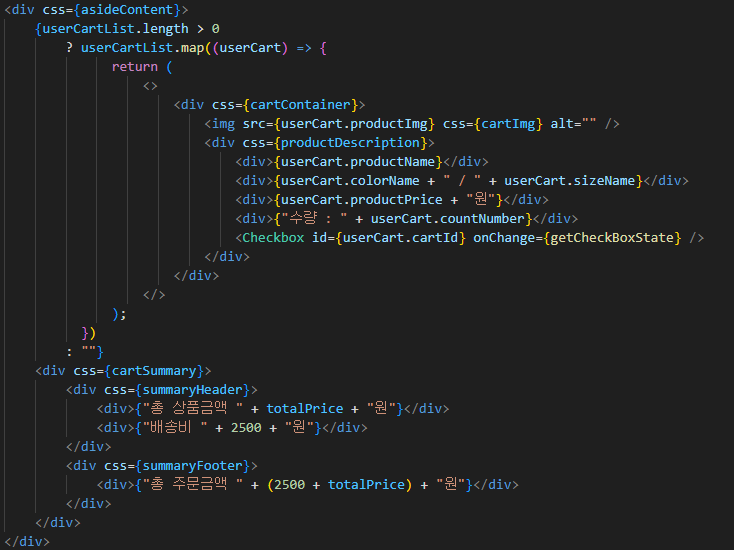 <div css={asideContent}>
{userCartList.length > 0
? userCartList.map((userCart) => {
return (
<>
<div css={cartContainer}>
<img src={userCart.productImg} css={cartImg} alt="" />
<div css={productDescription}>
<div>{userCart.productName}</div>
<div>{userCart.colorName + " / " + userCart.sizeName}</div>
<div>{userCart.productPrice + "원"}</div>
<div>{"수량 : " + userCart.countNumber}</div>
<Checkbox id={userCart.cartId} onChange={getCheckBoxState} />
</div>
</div>
</>
);
})
: ""}
<div css={cartSummary}>
<div css={summaryHeader}>
<div>{"총 상품금액 " + totalPrice + "원"}</div>
<div>{"배송비 " + 2500 + "원"}</div>
</div>
<div css={summaryFooter}>
<div>{"총 주문금액 " + (2500 + totalPrice) + "원"}</div>
</div>
</div>
</div>